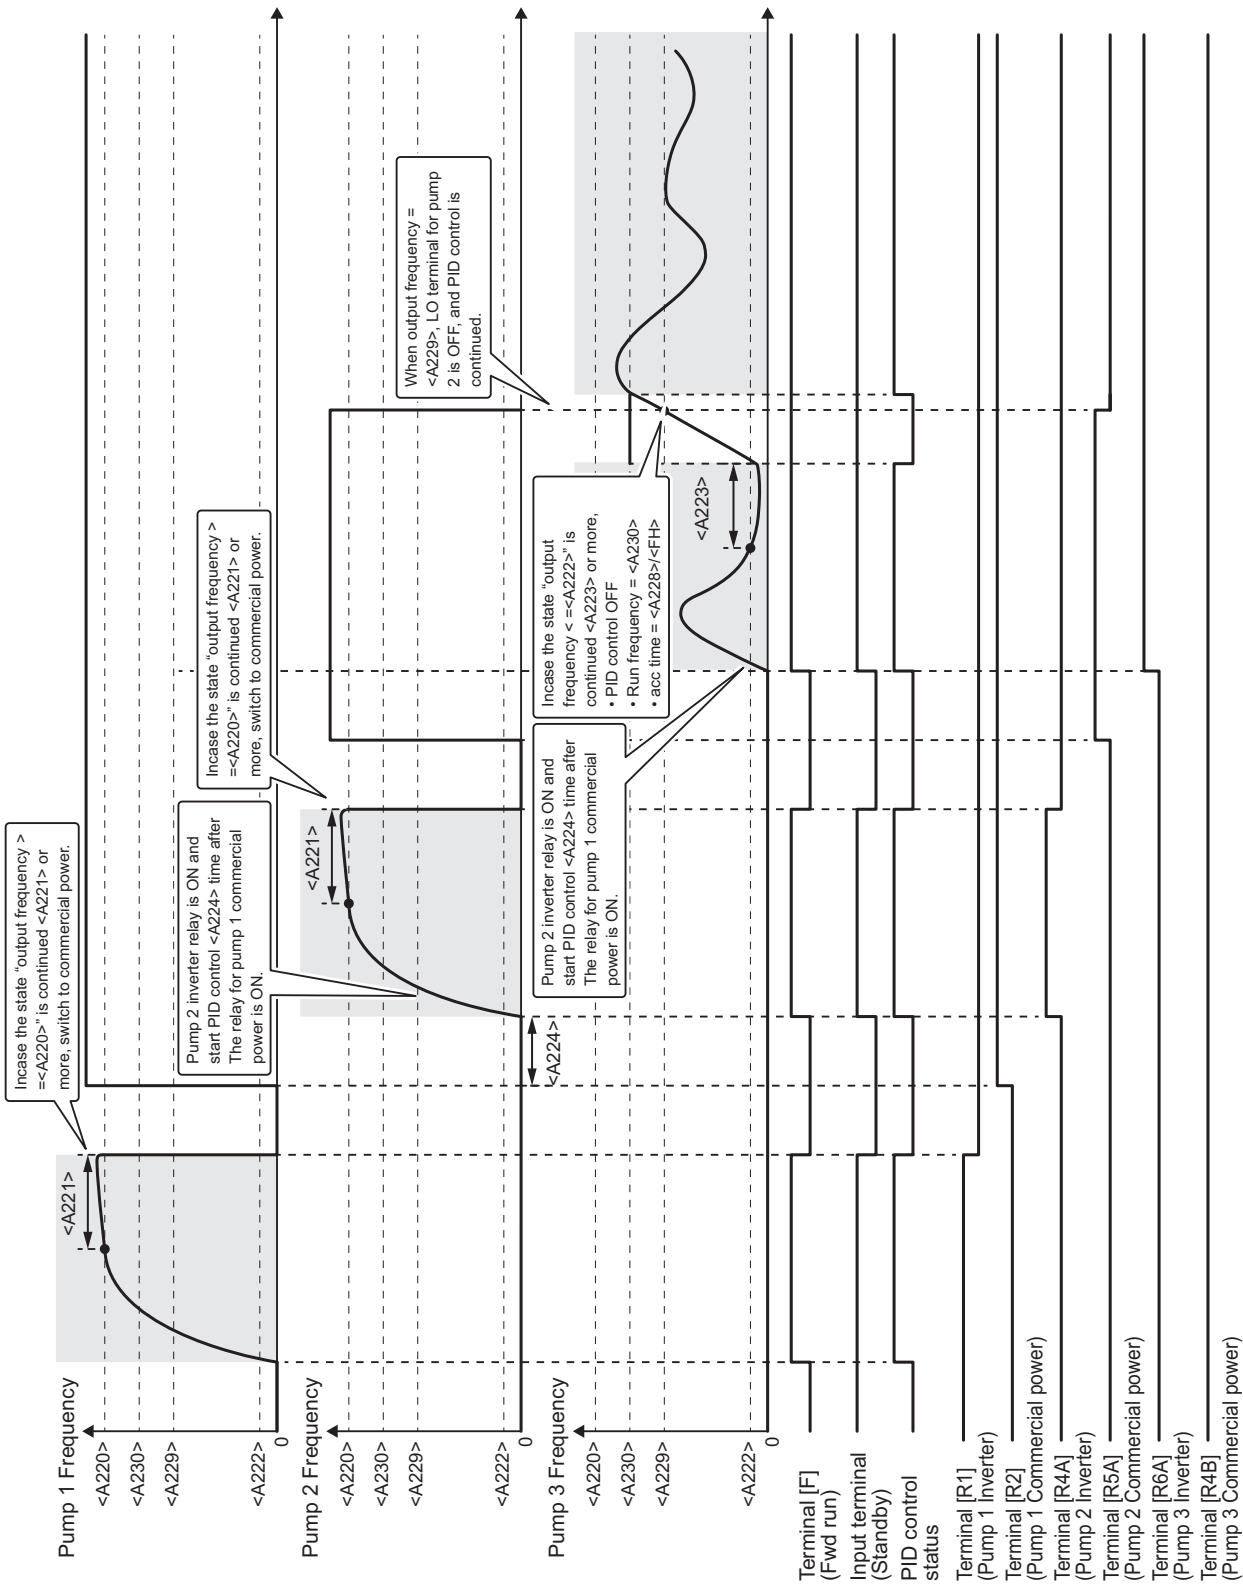 Pump 1 Frequency
<A220>
<A230>
<A229>
<A222>
0
<A221>
Incase the state “output frequency >
=<A220>” is continued <A221> or
more, switch to commercial power.
Pump 2 Frequency
<A220>
<A230>
<A229>
<A222>
0
Pump 2 inverter relay is ON and
start PID control <A224> time after
The relay for pump 1 commercial
power is ON.
<A221>
Incase the state “output frequency >
=<A220>” is continued <A221> or
more, switch to commercial power.
<A224>
When output frequency =
<A229>, LO terminal for pump
2 is OFF, and PID control is
continued.
Pump 3 Frequency
<A220>
<A230>
<A229>
<A222>
0
Pump 2 inverter relay is ON and
start PID control <A224> time after
The relay for pump 1 commercial
power is ON.
Incase the state “output
frequency < =<A222>” is
continued <A223> or more,
• PID control OFF
• Run frequency = <A230>
• acc time = <A228>/<FH>
<A223>
Terminal [F]
(Fwd run)
Input terminal
(Standby)
PID control
status
Terminal [R1]
(Pump 1 Inverter)
Terminal [R2]
(Pump 1 Commercial power)
Terminal [R4A]
(Pump 2 Inverter)
Terminal [R5A]
(Pump 2 Commercial power)
Terminal [R6A]
(Pump 3 Inverter)
Terminal [R4B]
(Pump 3 Commercial power)